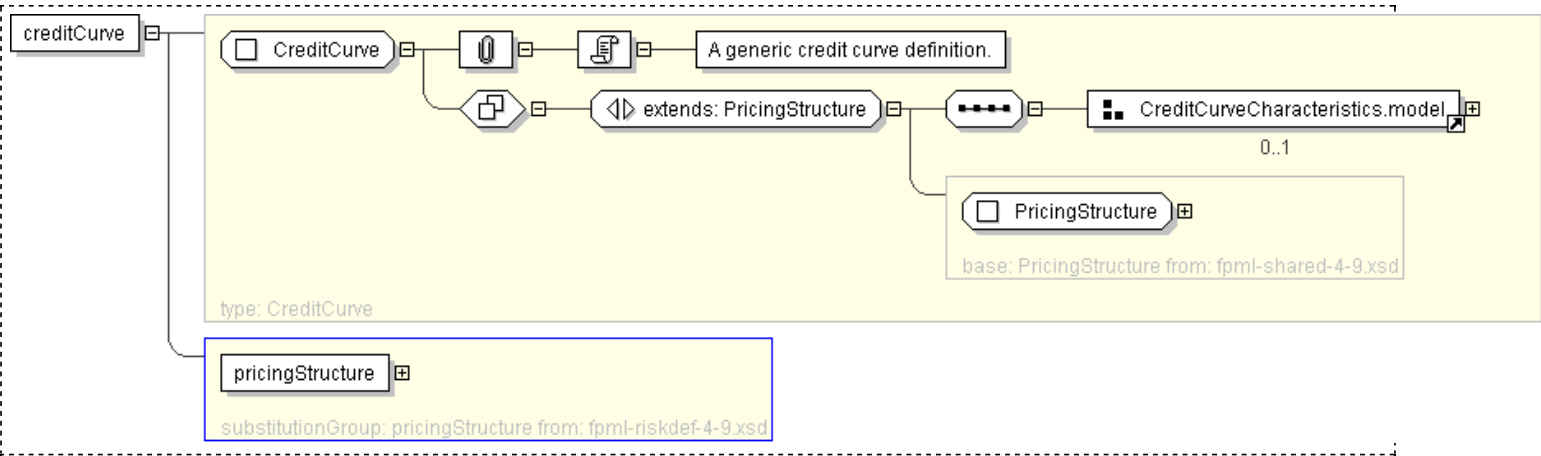 creditCurve
CreditCurve
A generic credit curve definition.
extends: PricingStructure
CreditCurveCharacteristics.model
0..1
PricingStructure
base: PricingStructure from: fpml-shared-4-9.xsd
type: CreditCurve
pricingStructure
substitutionGroup: pricingStructure from: fpml-riskdef-4-9.xsd